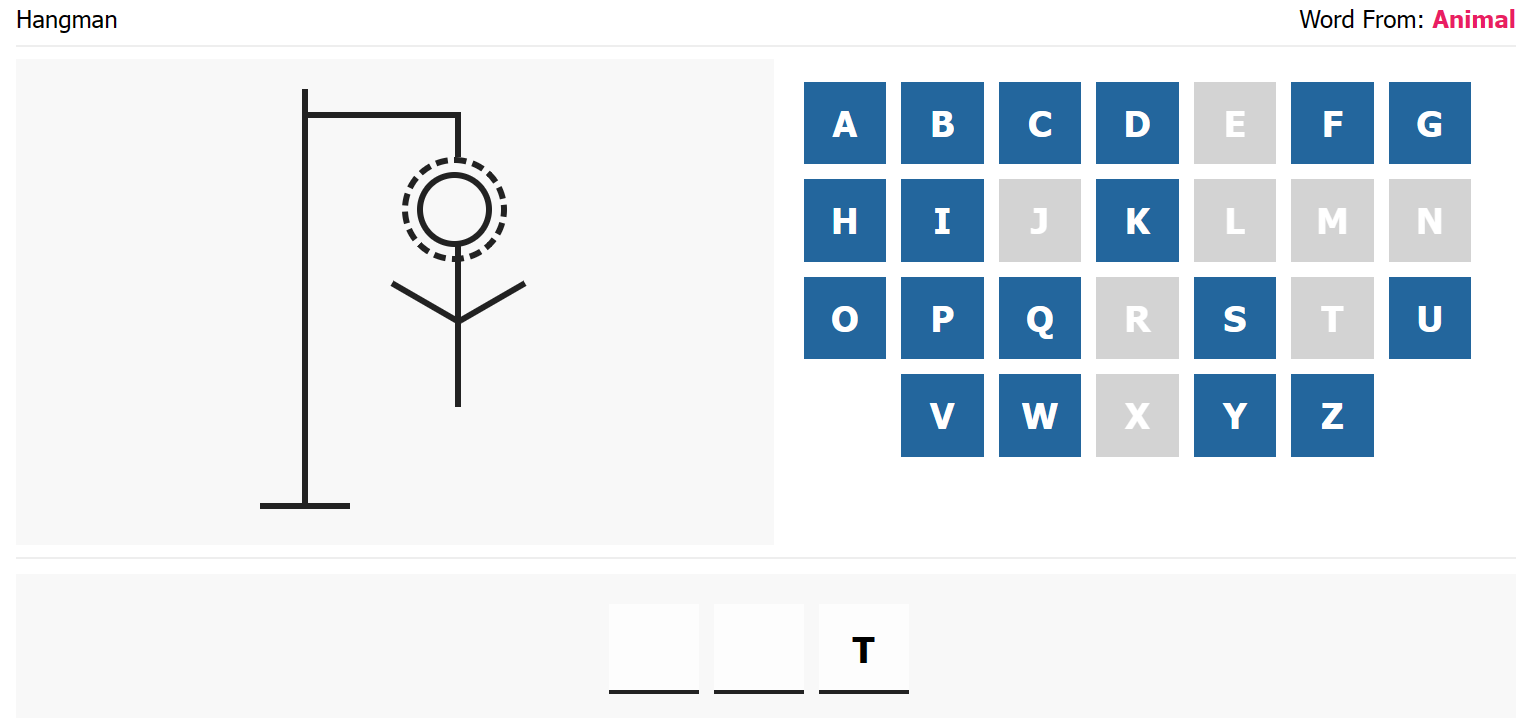 Hangman
Word From: Animal
A B C D E F G
H I J K L M N
O P Q R S T U
V W X Y Z
T